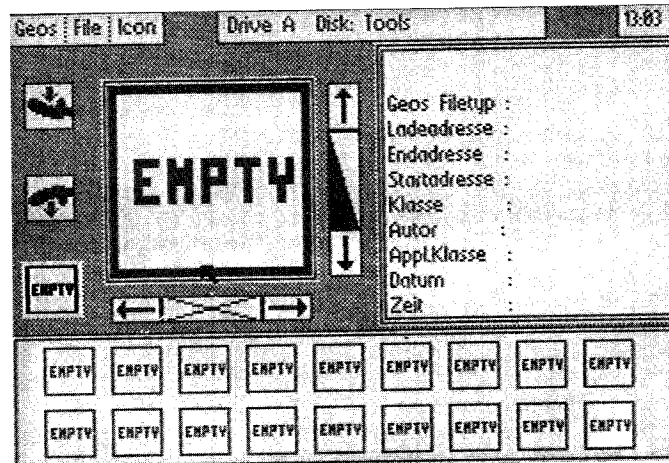 Geos File Icon
Drive A Disk: Tools
13:03
EMPTY
EMPTY
Geos Filetyp :
Ladeadresse :
Endadresse :
Startadresse :
Klasse
Autor :
Appl.Klasse :
Datum :
Zeit :
EMPTY EMPTY EMPTY EMPTY EMPTY EMPTY EMPTY EMPTY EMPTY
EMPTY EMPTY EMPTY EMPTY EMPTY EMPTY EMPTY EMPTY EMPTY